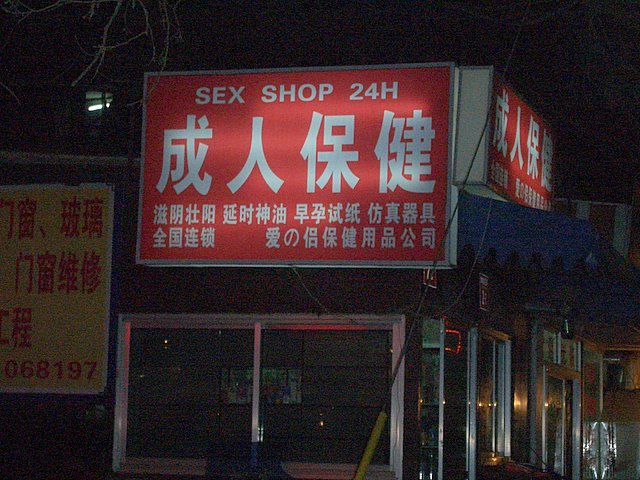 SEX SHOP 24H
成人保健
滋阴壮阳 延时神油 早孕试纸 仿真器具
全国连锁 爱の侣保健用品公司
成人保健
门窗、玻璃
门窗维修
工程
068197